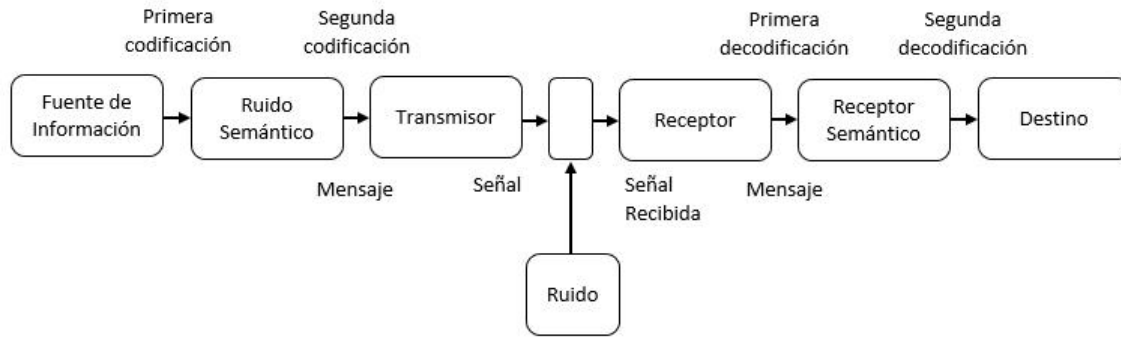 Primera
codificación
Segunda
codificación
Primera
decodificación
Segunda
decodificación
Fuente de
Información
Ruido
Semántico
Transmisor
Receptor
Receptor
Semántico
Destino
Mensaje
Señal
Señal
Recibida
Mensaje
Ruido